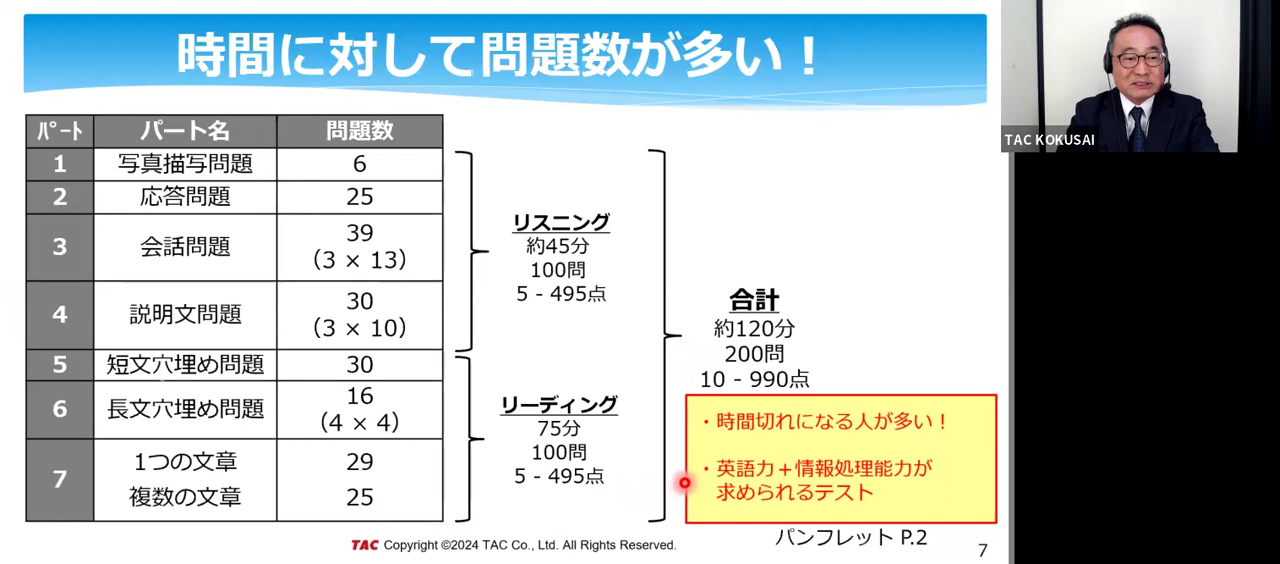 時間に対して問題数が多い！
TAC KOKUSAI
ﾊﾟｰﾄ パート名 問題数
1 写真描写問題 6
2 応答問題 25
3 会話問題 39
（3 × 13）
4 説明文問題 30
（3 × 10）
5 短文穴埋め問題 30
6 長文穴埋め問題 16
（4 × 4）
7 1つの文章 29
複数の文章 25
リスニング
約45分
100問
5 - 495点
リーディング
75分
100問
5 - 495点
合計
約120分
200問
10 - 990点
・時間切れになる人が多い！
・英語力＋情報処理能力が
求められるテスト
パンフレット P.2
TAC Copyright ©2024 TAC Co., Ltd. All Rights Reserved.
7